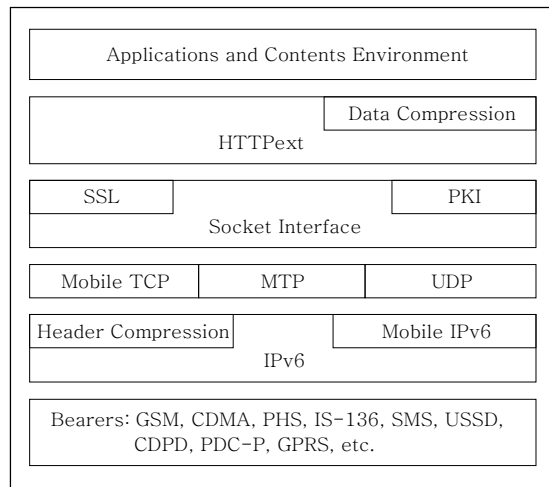 Applications and Contents Environment
Data Compression
HTTPext
SSL
PKI
Socket Interface
Mobile TCP
MTP
UDP
Header Compression
Mobile IPv6
IPv6
Bearers: GSM, CDMA, PHS, IS-136, SMS, USSD,
CDPD, PDC-P, GPRS, etc.